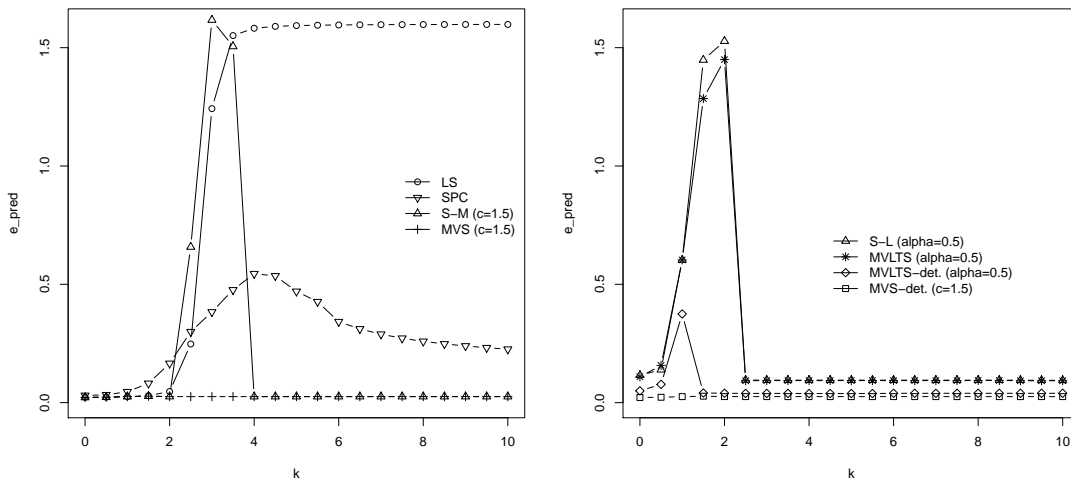 1.5
1.0
0.5
0.0
e_pred
LS
SPC
S−M (c=1.5)
MVS (c=1.5)
0 2 4 6 8 10
k
1.5
1.0
0.5
0.0
e_pred
S−L (alpha=0.5)
MVLTS (alpha=0.5)
MVLTS−det. (alpha=0.5)
MVS−det. (c=1.5)
0 2 4 6 8 10
k